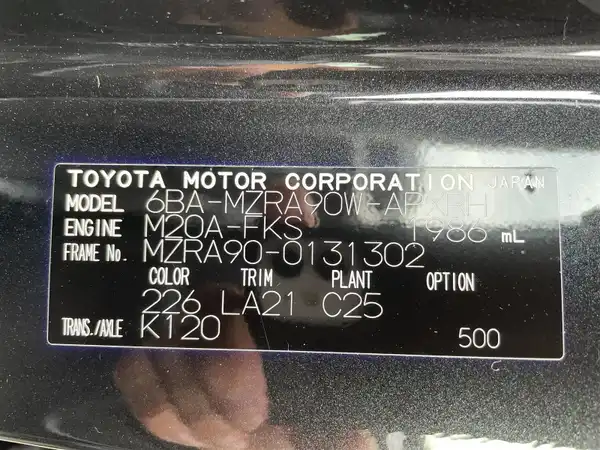 TOYOTA MOTOR CORPORATION JAPAN
MODEL 6BA-MZRA90W-APXRH
ENGINE M20A-FKS 1986 mL
FRAME No. MZRA90-0131302
COLOR TRIM PLANT OPTION
226 LA21 C25
TRANS./AXLE K120 500